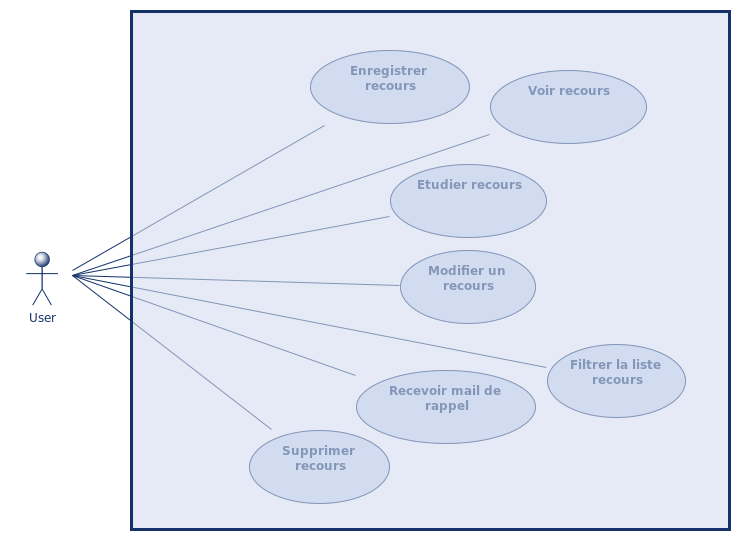 Enregistrer
recours
Voir recours
Etudier recours
Modifier un
recours
User
Filtrer la liste
recours
Recevoir mail de
rappel
Supprimer
recours